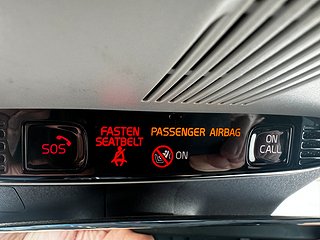 SOS
FASTEN
SEATBELT
PASSENGER AIRBAG
ON
ON
CALL